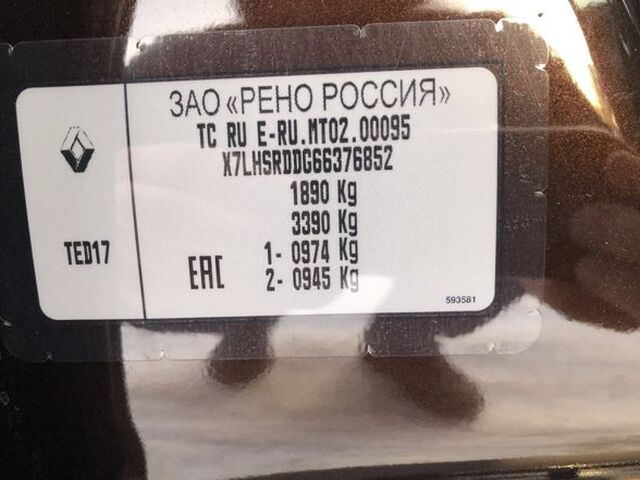 ЗАО «РЕНО РОССИЯ»
TC RU E-RU.MT02.00095
X7LHSRDDG66376852
1890 Kg
3390 Kg
1- 0974 Kg
2- 0945 Kg
TED17
EAC
593581